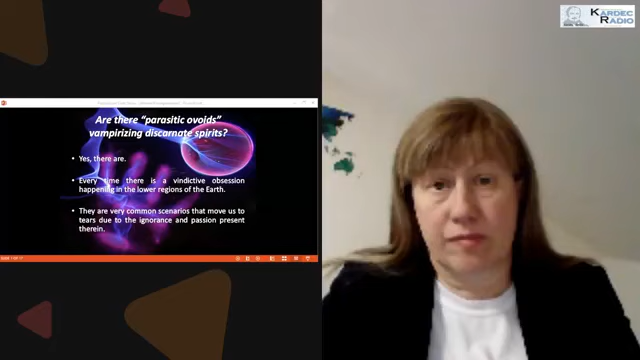 KARDEC
RADIO
Are there “parasitic ovoids”
vampirizing discarnate spirits?
• Yes, there are.
• Every time there is a vindictive obsession
happening in the lower regions of the Earth.
• They are very common scenarios that move us to
tears due to the ignorance and passion present
therein.